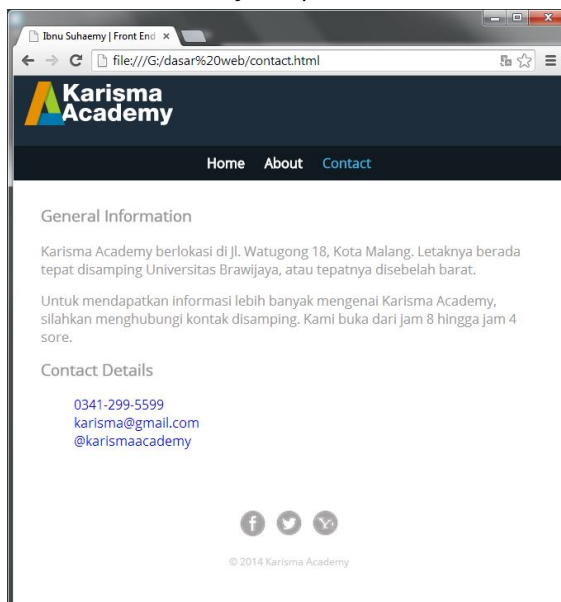 Ibnu Suhaemy | Front End
file:///G:/dasar%20web/contact.html
Karisma
Academy
Home About Contact
General Information
Karisma Academy berlokasi di Jl. Watugong 18, Kota Malang. Letaknya berada
tepat disamping Universitas Brawijaya, atau tepatnya disebelah barat.
Untuk mendapatkan informasi lebih banyak mengenai Karisma Academy,
silahkan menghubungi kontak disamping. Kami buka dari jam 8 hingga jam 4
sore.
Contact Details
0341-299-5599
karisma@gmail.com
@karismaacademy
© 2014 Karisma Academy